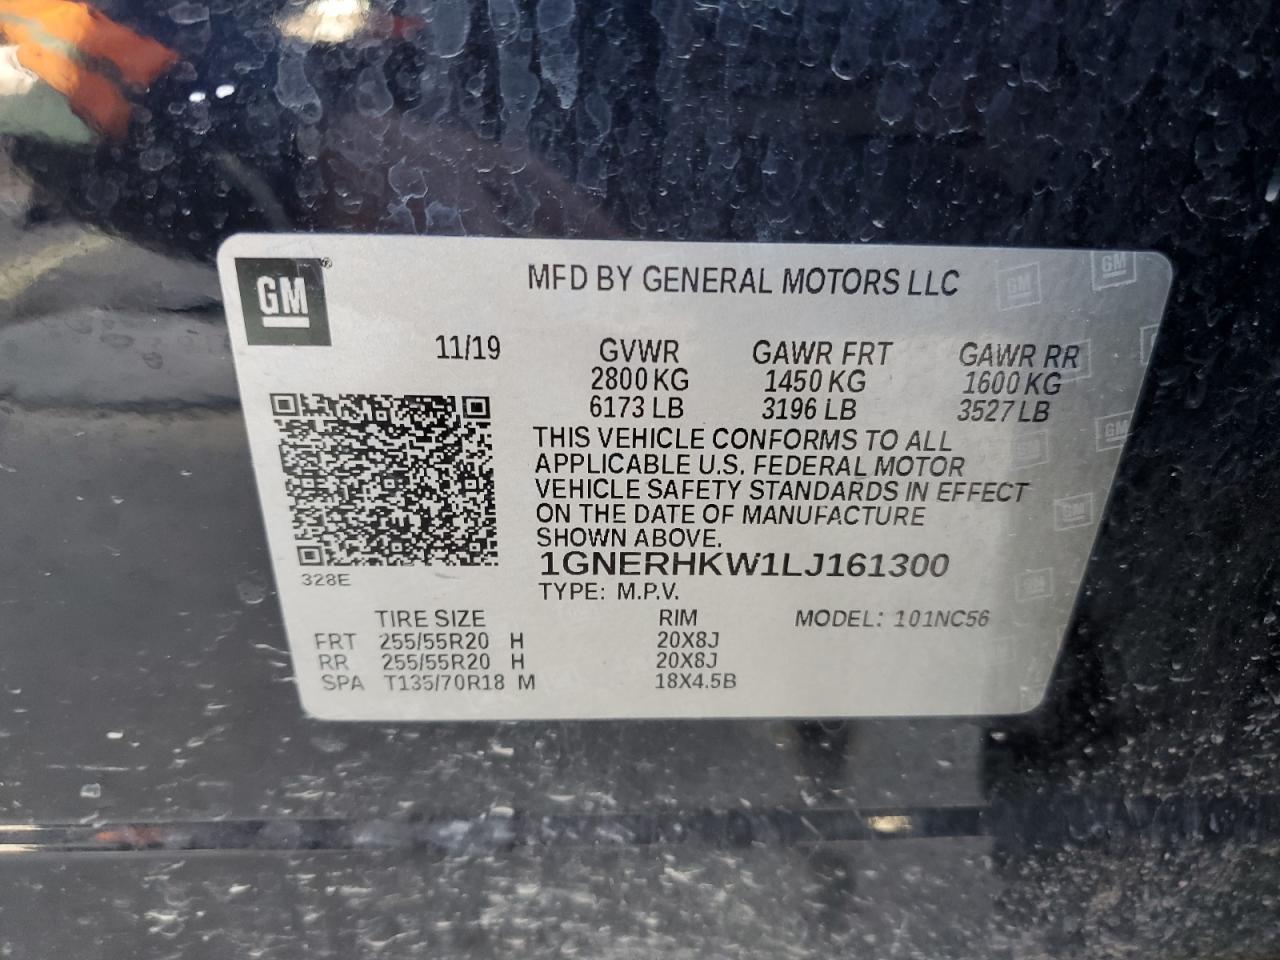 GM
MFD BY GENERAL MOTORS LLC
11/19 GVWR GAWR FRT GAWR RR
2800 KG 1450 KG 1600 KG
6173 LB 3196 LB 3527 LB
THIS VEHICLE CONFORMS TO ALL
APPLICABLE U.S. FEDERAL MOTOR
VEHICLE SAFETY STANDARDS IN EFFECT
ON THE DATE OF MANUFACTURE
SHOWN ABOVE.
1GNERHKW1LJ161300
328E
TYPE: M.P.V.
TIRE SIZE RIM MODEL: 101NC56
FRT 255/55R20 H 20X8J
RR 255/55R20 H 20X8J
SPA T135/70R18 M 18X4.5B